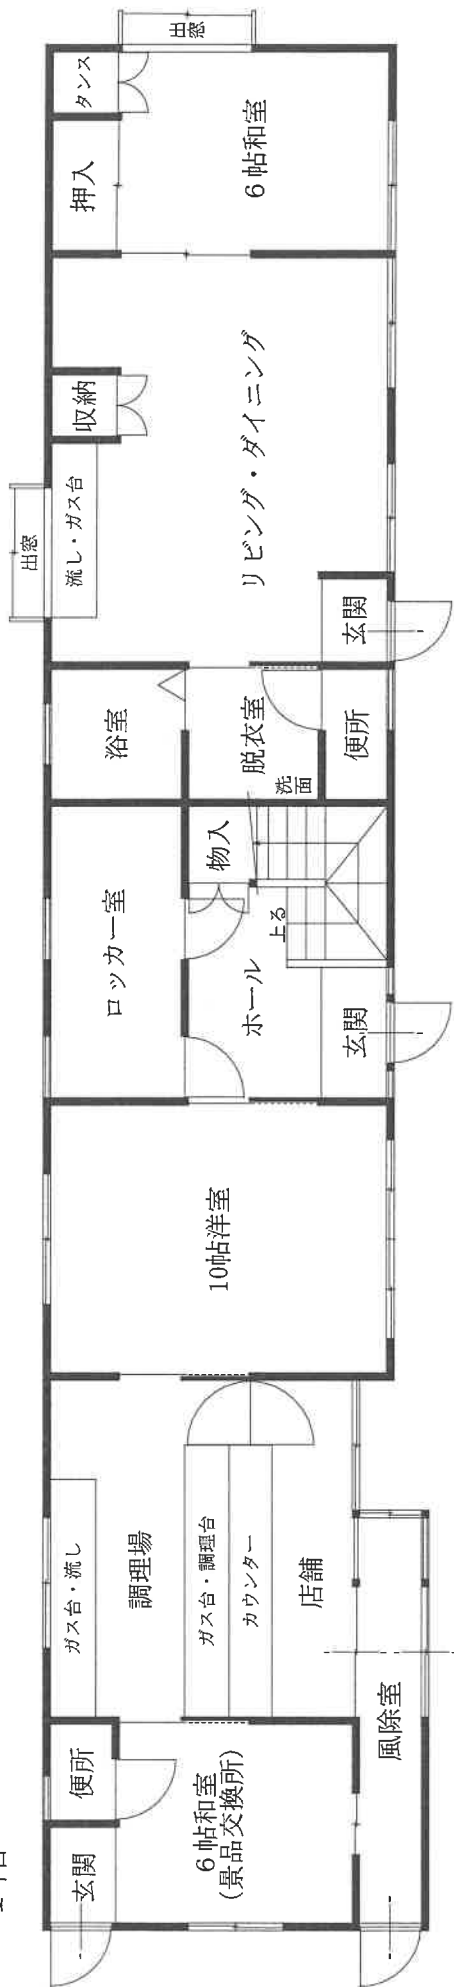 出窓
タンス
押入
6帖和室
収納
出窓
流し・ガス台
リビング・ダイニング
玄関
浴室
脱衣室
洗面
便所
ロッカー室
物入
上る
ホール
玄関
10帖洋室
ガス台・流し
調理場
ガス台・調理台
カウンター
店舗
風除室
便所
玄関
6帖和室
(景品交換所)